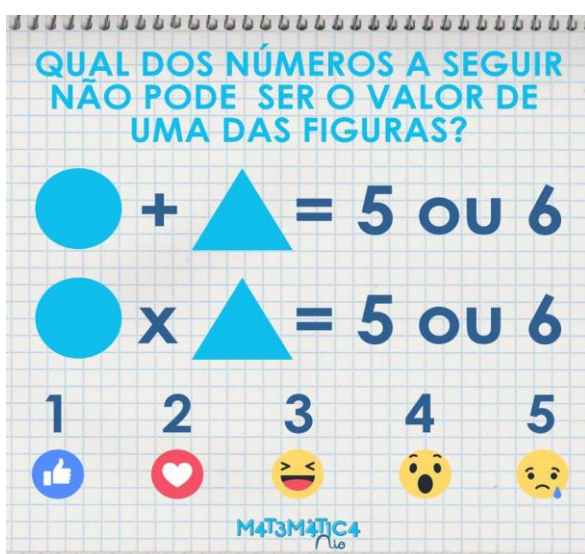 QUAL DOS NÚMEROS A SEGUIR
NÃO PODE SER O VALOR DE
UMA DAS FIGURAS?
+ = 5 ou 6
x = 5 ou 6
1 2 3 4 5
M4T3M4T1C4
Rio